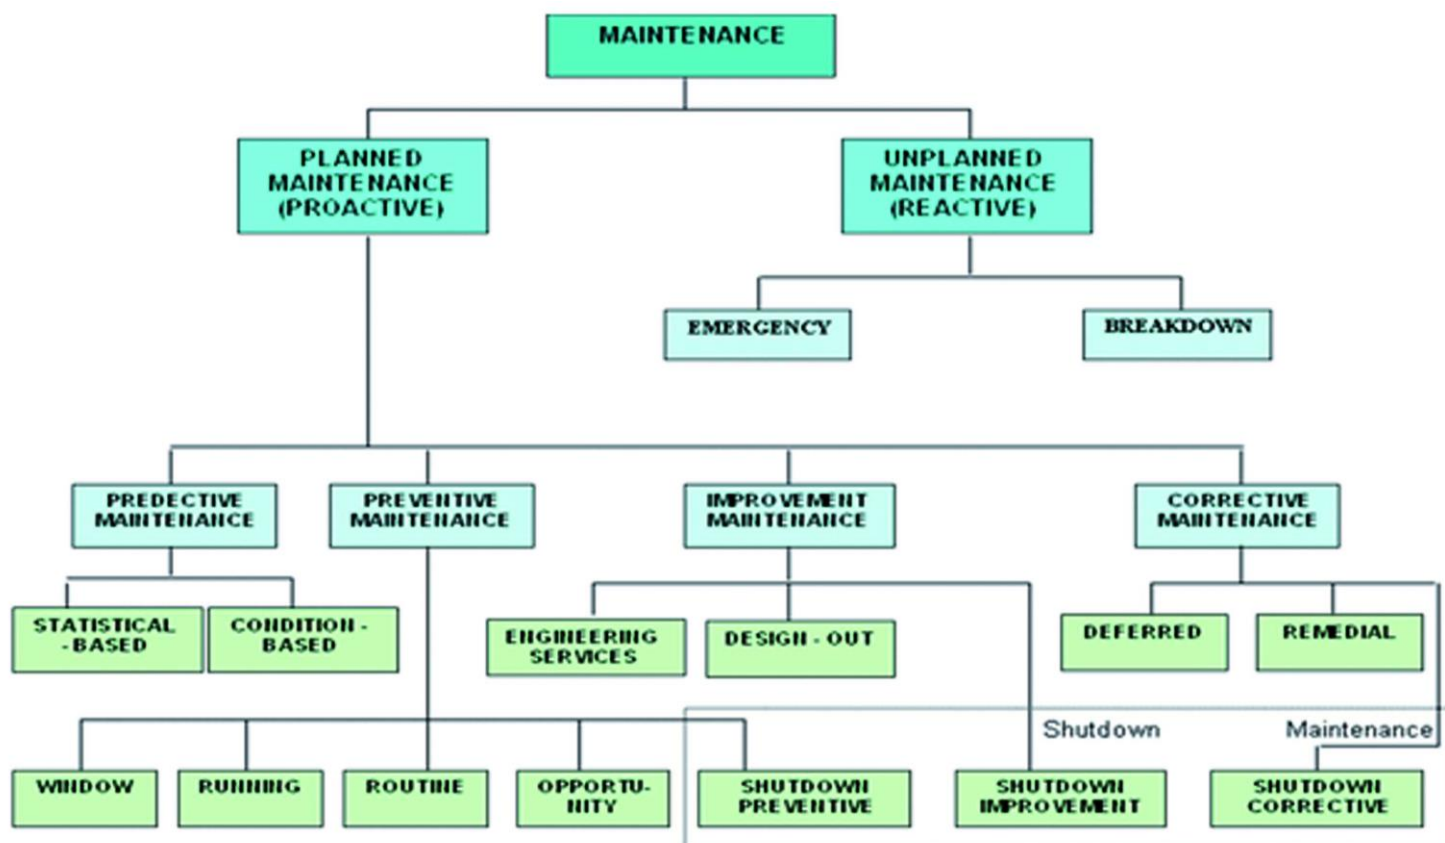 MAINTENANCE
PLANNED
MAINTENANCE
(PROACTIVE)
UNPLANNED
MAINTENANCE
(REACTIVE)
EMERGENCY
BREAKDOWN
PREDECTIVE
MAINTENANCE
PREVENTIVE
MAINTENANCE
IMPROVEMENT
MAINTENANCE
CORRECTIVE
MAINTENANCE
STATISTICAL
- BASED
CONDITION -
BASED
ENGINEERING
SERVICES
DESIGN - OUT
DEFERRED
REMEDIAL
Shutdown Maintenance
WINDOW
RUNNING
ROUTINE
OPPORTU-
NITY
SHUTDOWN
PREVENTIVE
SHUTDOWN
IMPROVEMENT
SHUTDOWN
CORRECTIVE